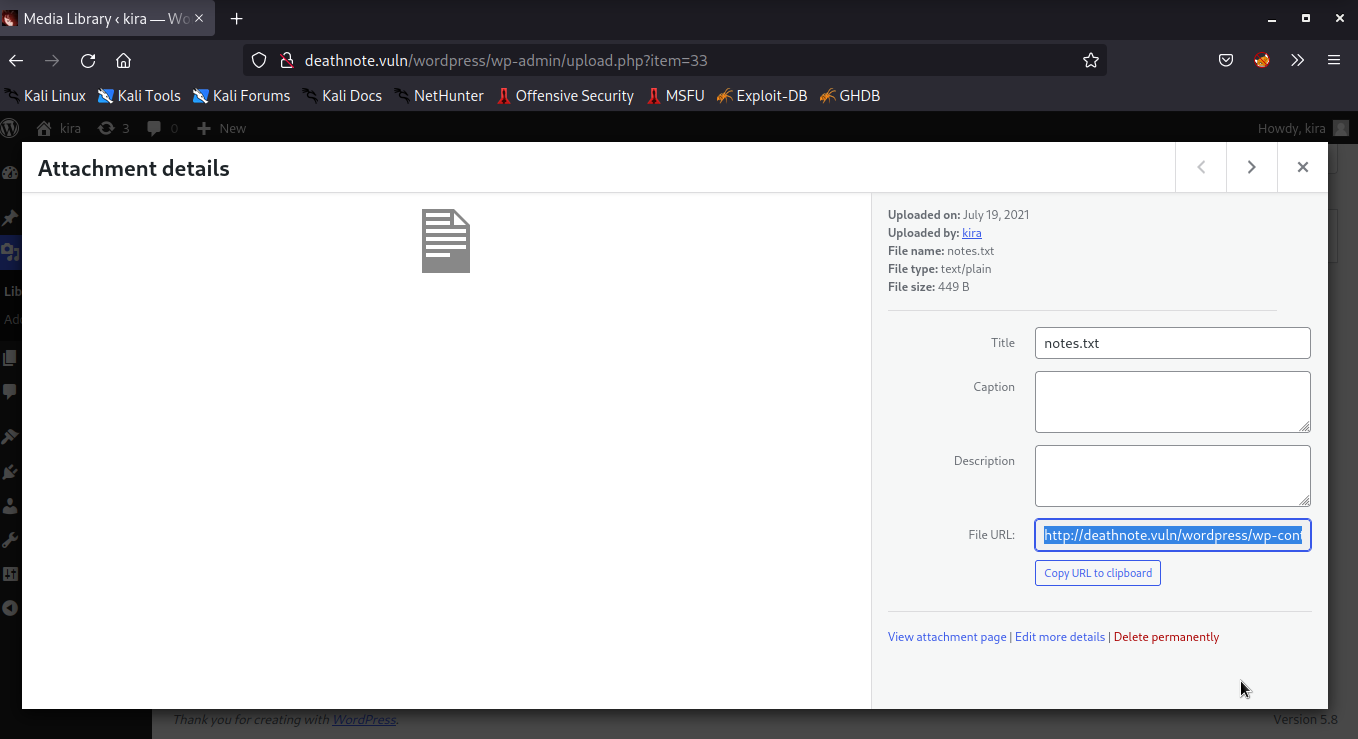 Media Library ‹ kira — Wo
deathnote.vuln/wordpress/wp-admin/upload.php?item=33
Kali Linux Kali Tools Kali Forums Kali Docs NetHunter Offensive Security MSFU Exploit-DB GHDB
kira 3 0 New Howdy, kira
Attachment details
Uploaded on: July 19, 2021
Uploaded by: kira
File name: notes.txt
File type: text/plain
File size: 449 B
Lib
Add
Title notes.txt
Caption
Description
File URL: http://deathnote.vuln/wordpress/wp-cont
Copy URL to clipboard
View attachment page | Edit more details | Delete permanently
Thank you for creating with WordPress. Version 5.8